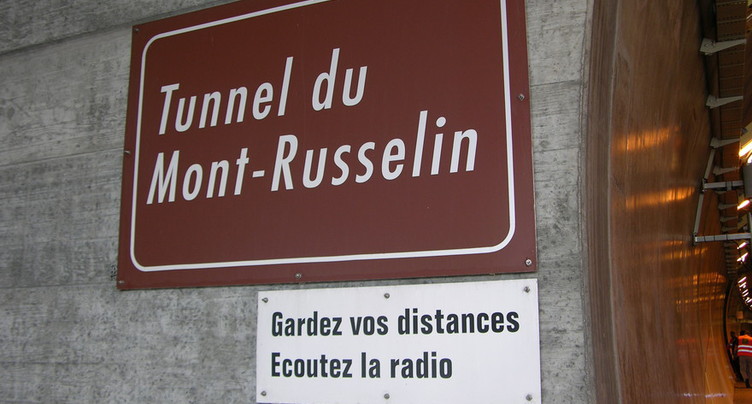 Tunnel du
Mont-Russelin
Gardez vos distances
Ecoutez la radio